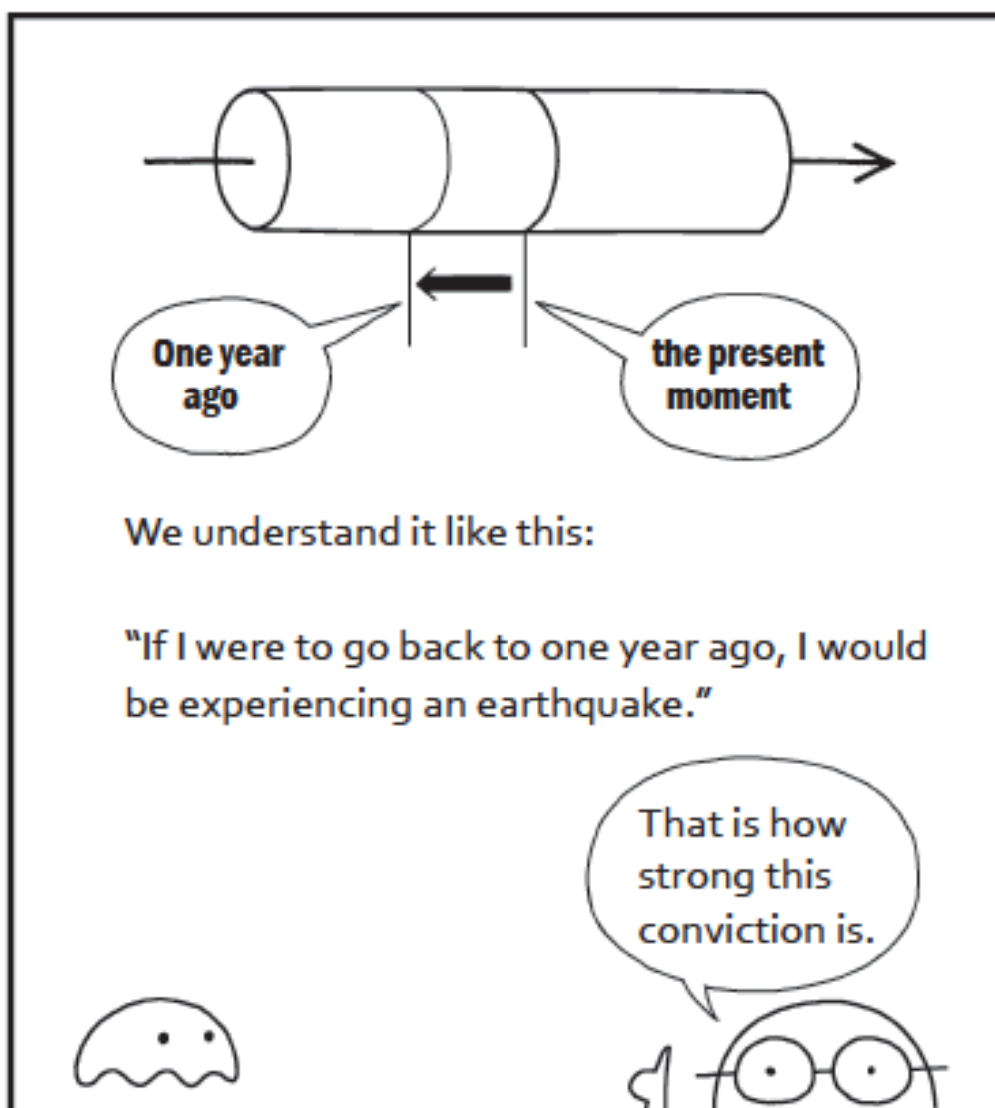 One year
ago
the present
moment
We understand it like this:
“If I were to go back to one year ago, I would
be experiencing an earthquake.”
That is how
strong this
conviction is.